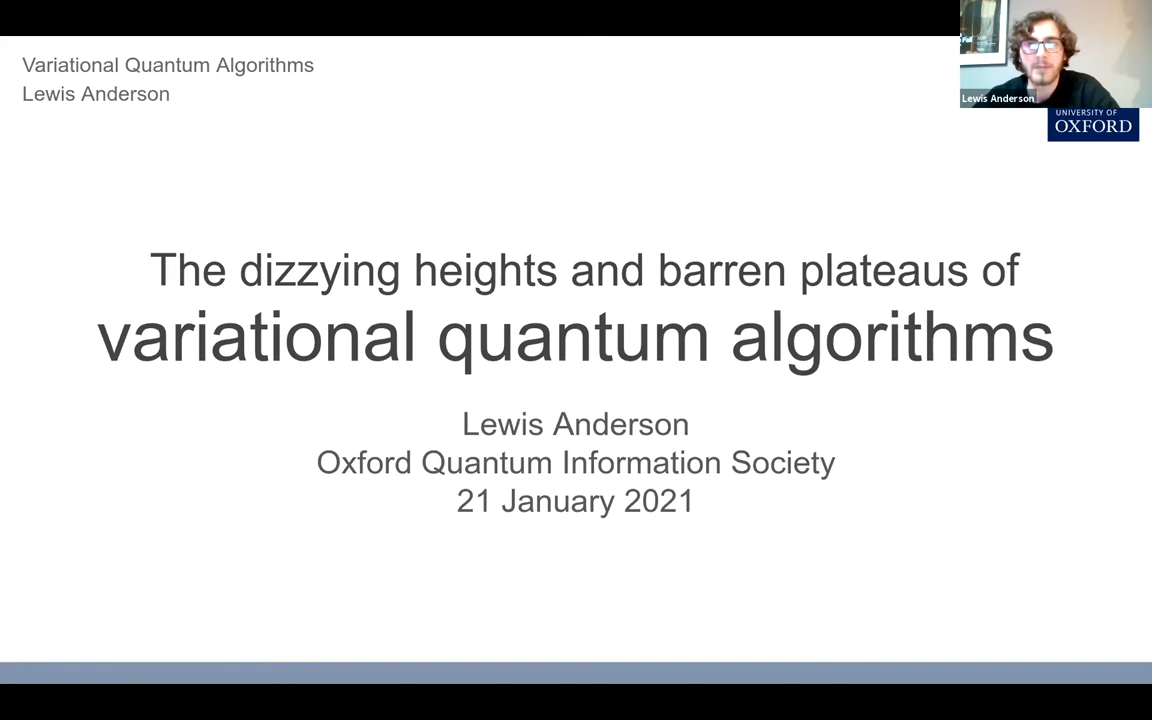 Variational Quantum Algorithms
Lewis Anderson
Lewis Anderson
UNIVERSITY OF
OXFORD
The dizzying heights and barren plateaus of
variational quantum algorithms
Lewis Anderson
Oxford Quantum Information Society
21 January 2021